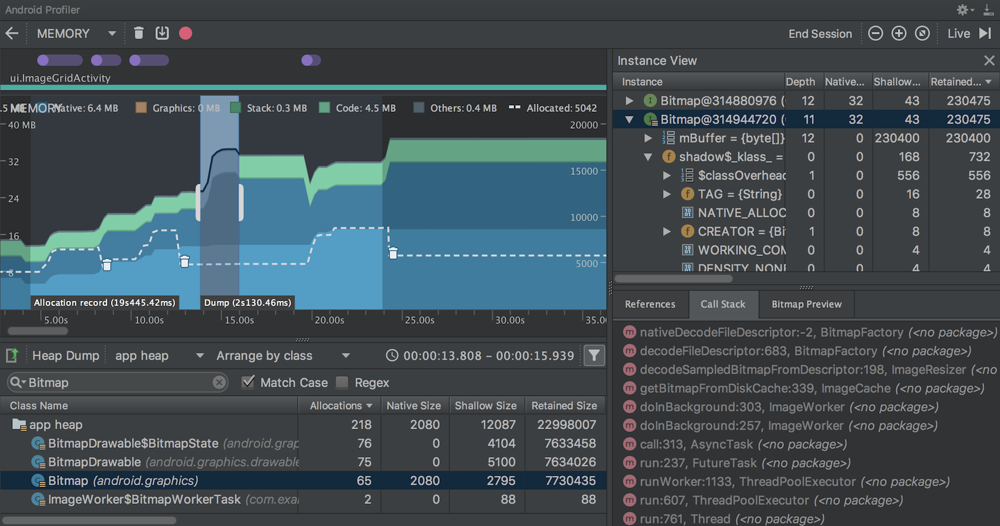 Android Profiler
MEMORY
End Session
Live
ui.ImageGridActivity
.5 MB MEMORY Native: 6.4 MB Graphics: 0 MB Stack: 0.3 MB Code: 4.5 MB Others: 0.4 MB Allocated: 5042
40 MB 20000
32
15000
24
10000
16
5000
8
Allocation record (19s445.42ms) Dump (2s130.46ms)
5.00s 10.00s 15.00s 20.00s 25.00s 30.00s 35.0
Heap Dump app heap Arrange by class 00:00:13.808 – 00:00:15.939
Bitmap Match Case Regex
Class Name Allocations Native Size Shallow Size Retained Size
app heap 218 2080 12087 22998007
BitmapDrawable$BitmapState (android.grap 76 0 4104 7633458
BitmapDrawable (android.graphics.drawable 75 0 5100 7634026
Bitmap (android.graphics) 65 2080 2795 7730435
ImageWorker$BitmapWorkerTask (com.exa 2 0 88 88
Instance View
Instance Depth Native... Shallow... Retained...
Bitmap@314880976 ( 12 32 43 230475
Bitmap@314944720 ( 11 32 43 230475
mBuffer = {byte[]} 12 0 230400 230400
shadow$_klass_ = 0 0 168 732
$classOverhead 1 0 556 556
TAG = {String} 0 0 16 28
NATIVE_ALLOC 0 0 8 8
CREATOR = {Bi 1 0 8 8
WORKING_COM 0 0 4 4
DENSITY_NONE 0 0 4 4
References Call Stack Bitmap Preview
nativeDecodeFileDescriptor:-2, BitmapFactory (<no package>)
decodeFileDescriptor:683, BitmapFactory (<no package>)
decodeSampledBitmapFromDescriptor:198, ImageResizer (<no
getBitmapFromDiskCache:339, ImageCache (<no package>)
doInBackground:303, ImageWorker (<no package>)
doInBackground:257, ImageWorker (<no package>)
call:313, AsyncTask (<no package>)
run:237, FutureTask (<no package>)
runWorker:1133, ThreadPoolExecutor (<no package>)
run:607, ThreadPoolExecutor (<no package>)
run:761, Thread (<no package>)